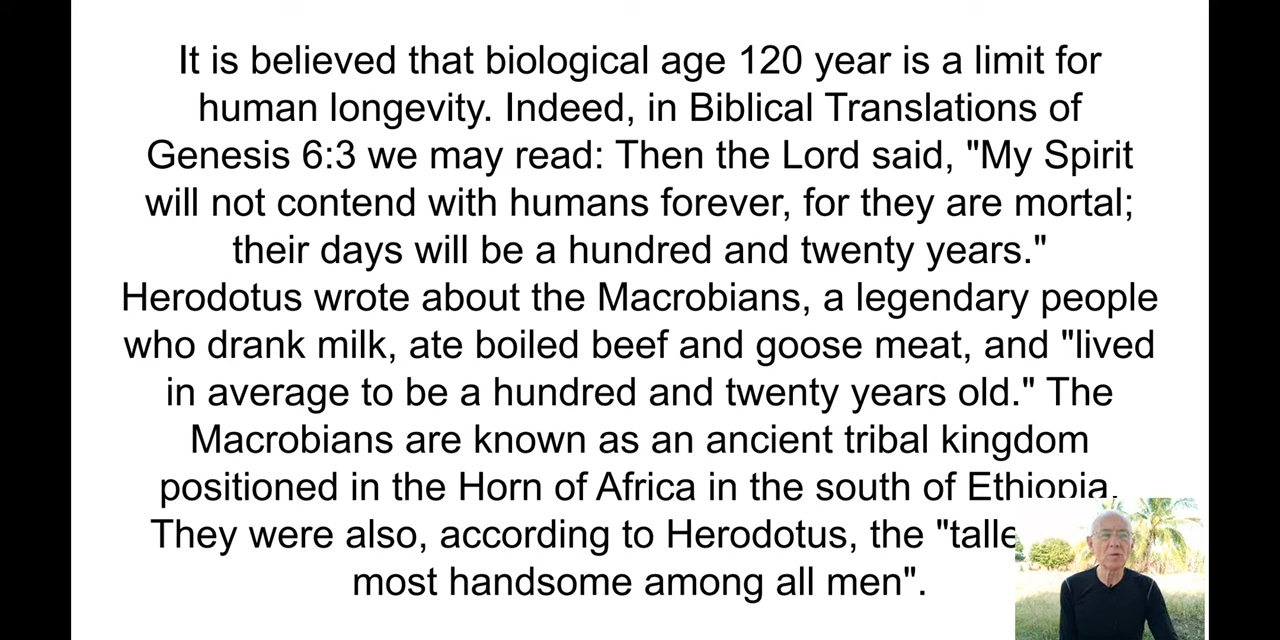 It is believed that biological age 120 year is a limit for
human longevity. Indeed, in Biblical Translations of
Genesis 6:3 we may read: Then the Lord said, "My Spirit
will not contend with humans forever, for they are mortal;
their days will be a hundred and twenty years."
Herodotus wrote about the Macrobians, a legendary people
who drank milk, ate boiled beef and goose meat, and "lived
in average to be a hundred and twenty years old." The
Macrobians are known as an ancient tribal kingdom
positioned in the Horn of Africa in the south of Ethiopia.
They were also, according to Herodotus, the
most handsome among all men".